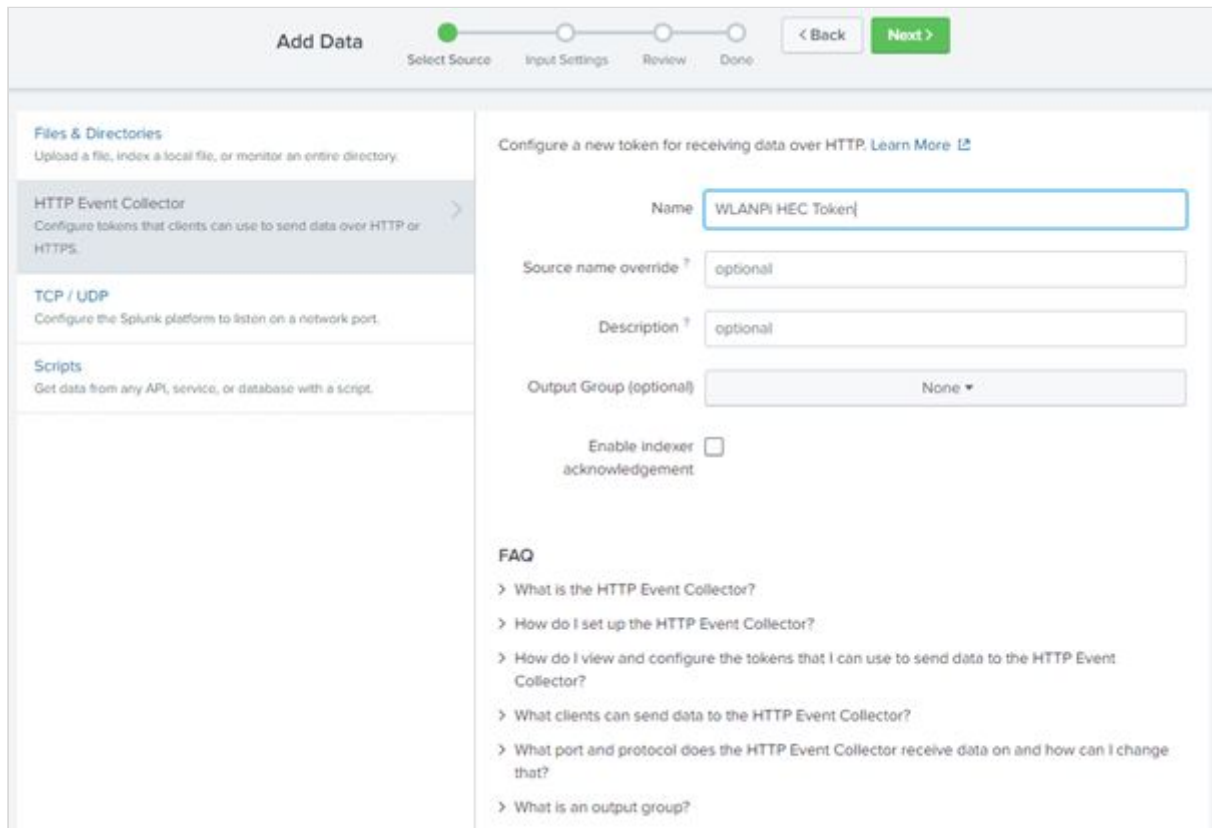 Add Data
Select Source
Input Settings
Review
Done
< Back
Next >
Files & Directories
Upload a file, index a local file, or monitor an entire directory.
HTTP Event Collector
Configure tokens that clients can use to send data over HTTP or
HTTPS.
TCP / UDP
Configure the Splunk platform to listen on a network port.
Scripts
Get data from any API, service, or database with a script.
Configure a new token for receiving data over HTTP. Learn More
Name
WLANPi HEC Token
Source name override ?
optional
Description ?
optional
Output Group (optional)
None
Enable indexer
acknowledgement
FAQ
> What is the HTTP Event Collector?
> How do I set up the HTTP Event Collector?
> How do I view and configure the tokens that I can use to send data to the HTTP Event
Collector?
> What clients can send data to the HTTP Event Collector?
> What port and protocol does the HTTP Event Collector receive data on and how can I change
that?
> What is an output group?